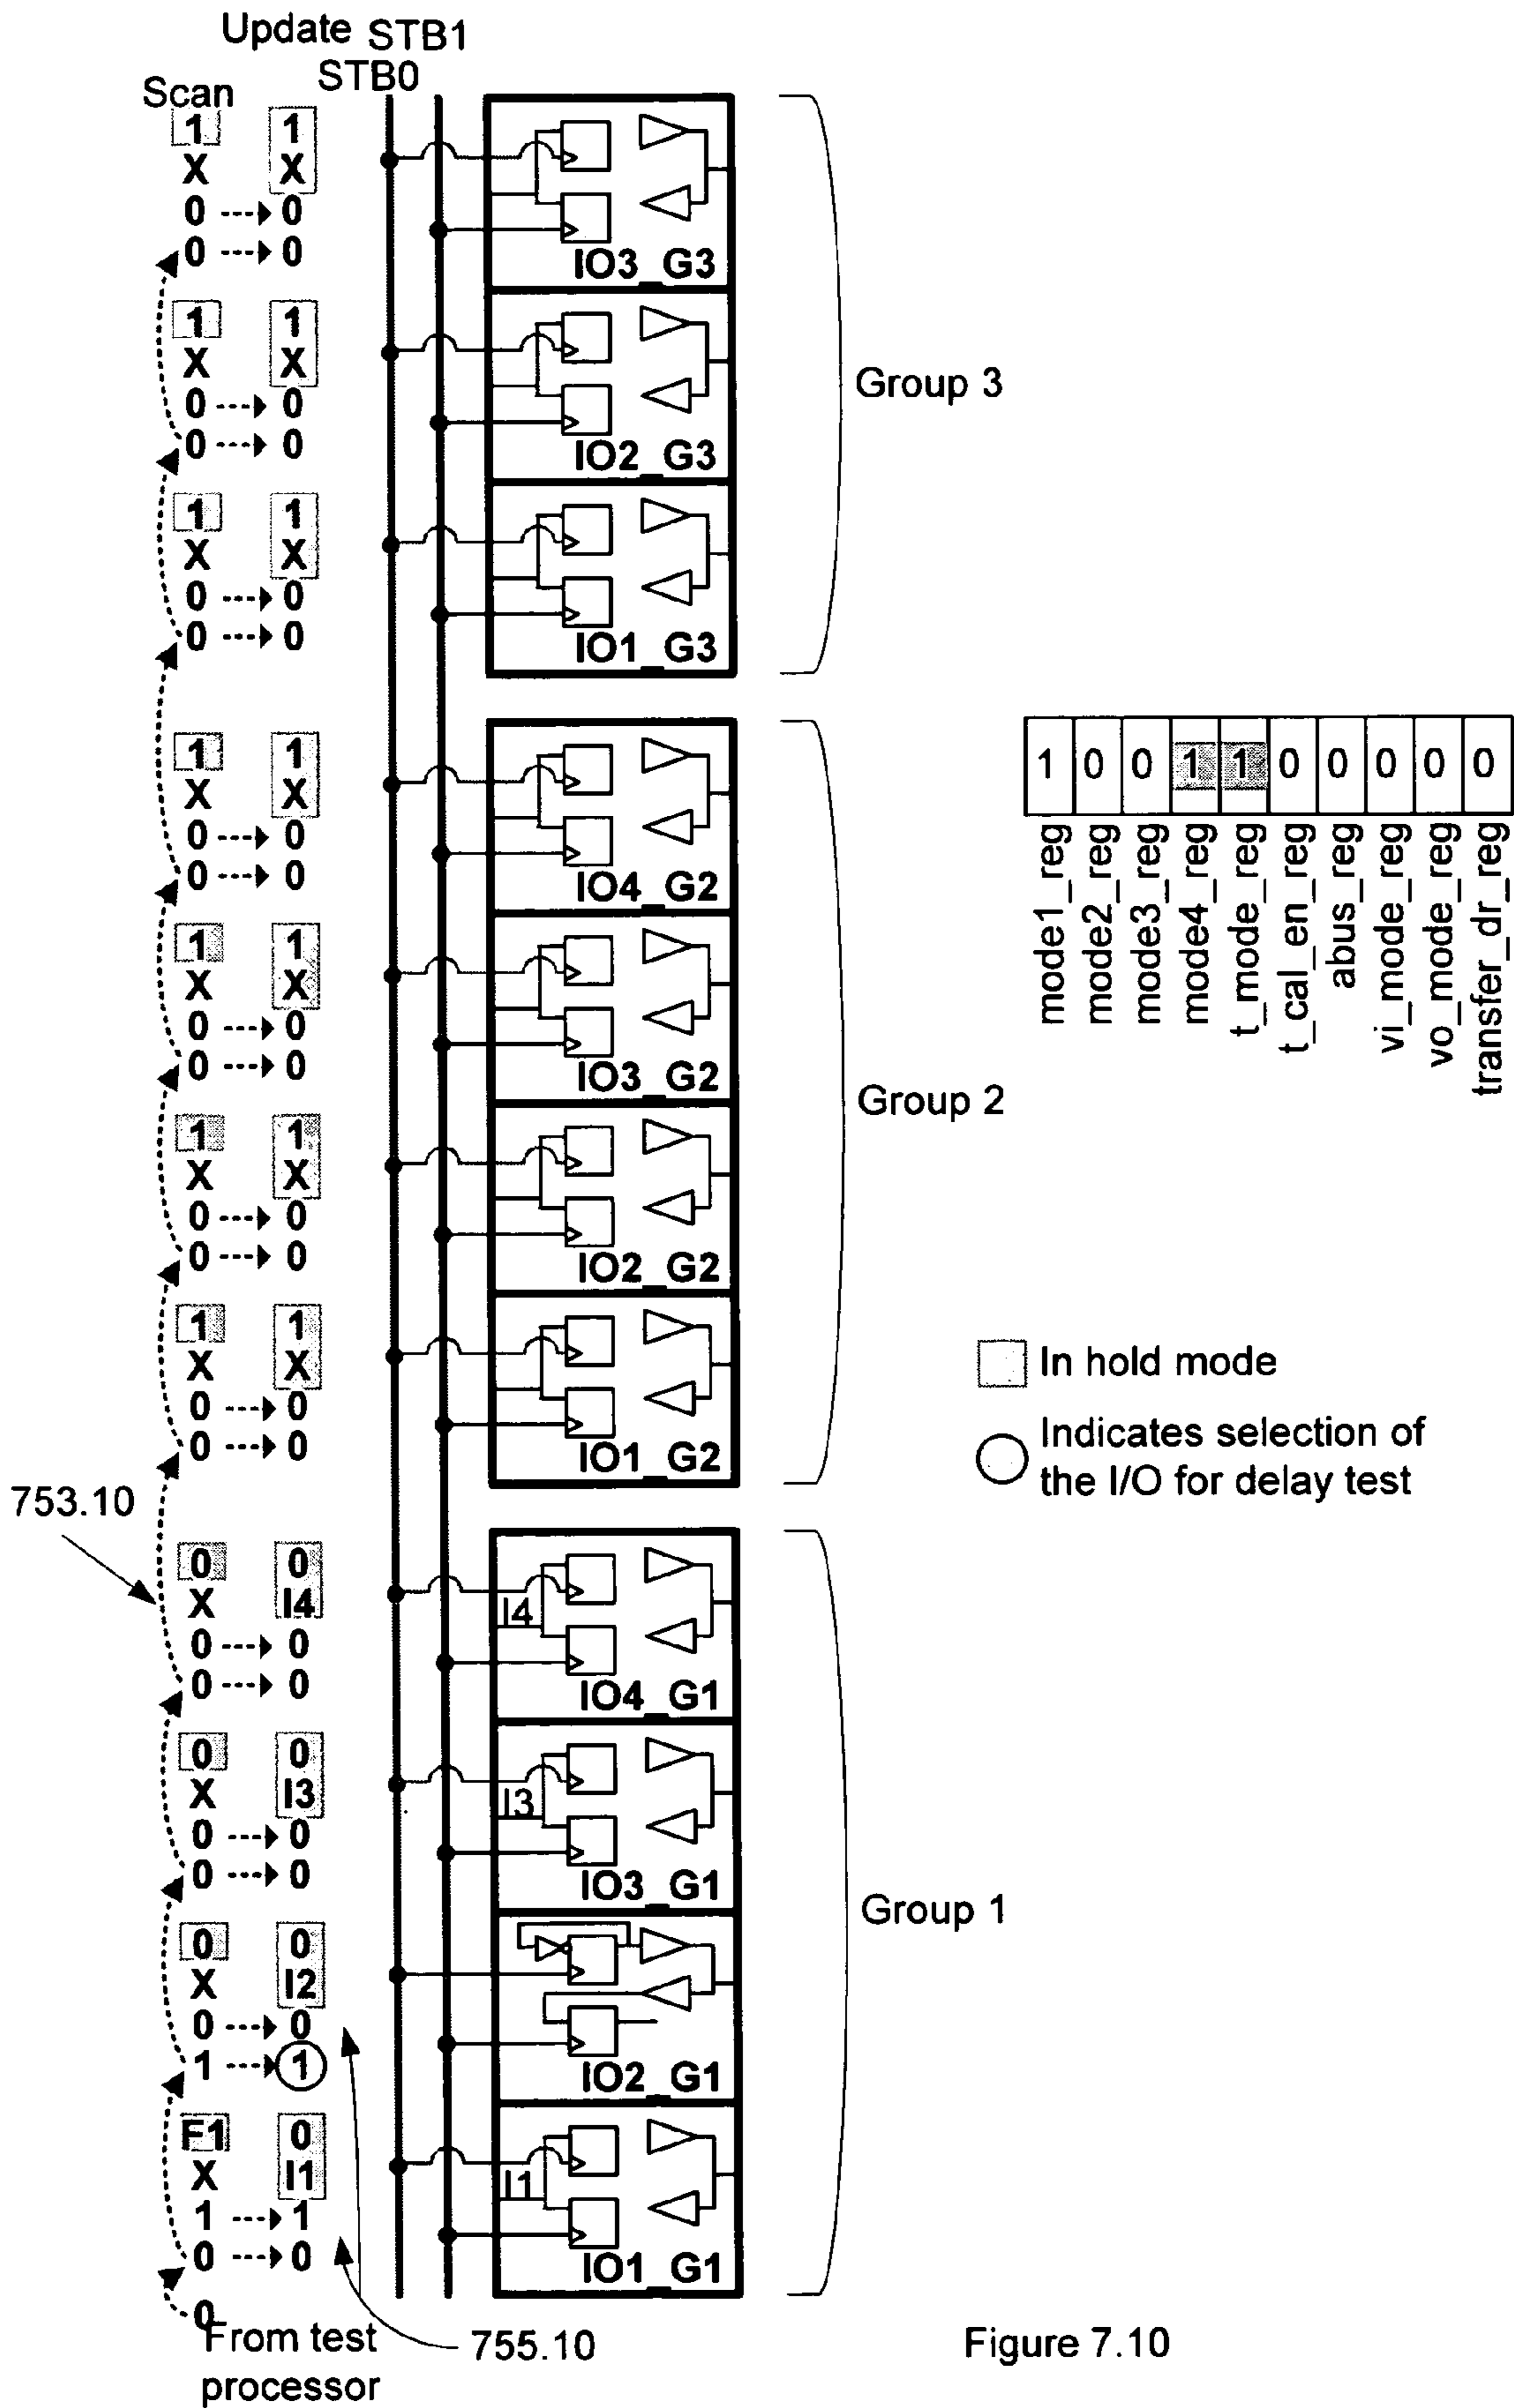 Update STB1
STB0
Scan
1 1
X X
0 0
0 0
IO3_G3
1 1
X X
0 0
0 0
IO2_G3
1 1
X X
0 0
0 0
IO1_G3
Group 3
1 1
X X
0 0
0 0
IO4_G2
1 1
X X
0 0
0 0
IO3_G2
1 1
X X
0 0
0 0
IO2_G2
1 1
X X
0 0
0 0
IO1_G2
Group 2
1 0 0 1 1 0 0 0 0 0
mode1_reg
mode2_reg
mode3_reg
mode4_reg
t_mode_reg
t_cal_en_reg
abus_reg
vi_mode_reg
vo_mode_reg
transfer_dr_reg
In hold mode
Indicates selection of
the I/O for delay test
753.10
0 0
X I4
0 0
0 0
I4
IO4_G1
0 0
X I3
0 0
0 0
I3
IO3_G1
0 0
X I2
0 0
1 1
IO2_G1
F1 0
X I1
1 1
0 0
I1
IO1_G1
Group 1
0
From test
processor
755.10
Figure 7.10